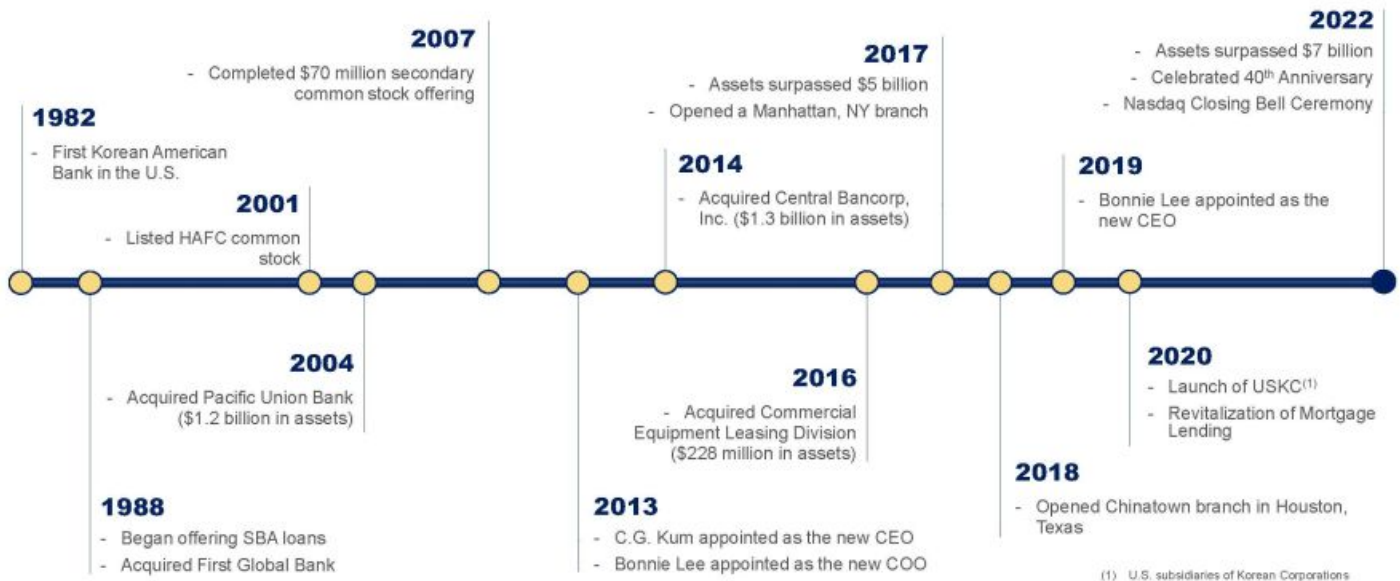 1982
- First Korean American
Bank in the U.S.
1988
- Began offering SBA loans
- Acquired First Global Bank
2001
- Listed HAFC common
stock
2004
- Acquired Pacific Union Bank
($1.2 billion in assets)
2007
- Completed $70 million secondary
common stock offering
2013
- C.G. Kum appointed as the new CEO
- Bonnie Lee appointed as the new COO
2014
- Acquired Central Bancorp,
Inc. ($1.3 billion in assets)
2016
- Acquired Commercial
Equipment Leasing Division
($228 million in assets)
2017
- Assets surpassed $5 billion
- Opened a Manhattan, NY branch
2018
- Opened Chinatown branch in Houston,
Texas
2019
- Bonnie Lee appointed as the
new CEO
2020
- Launch of USKC(1)
- Revitalization of Mortgage
Lending
2022
- Assets surpassed $7 billion
- Celebrated 40th Anniversary
- Nasdaq Closing Bell Ceremony
(1) U.S. subsidiaries of Korean Corporations